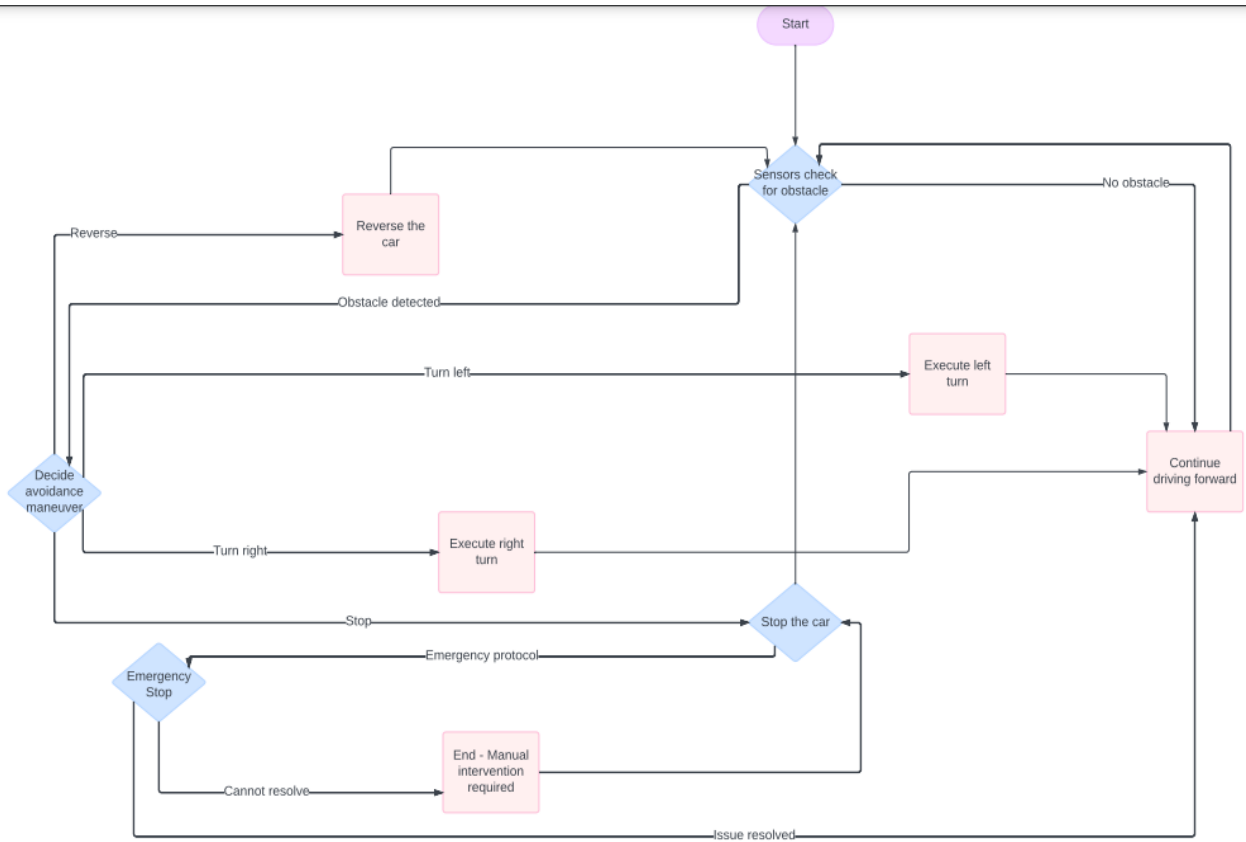 Start
Sensors check
for obstacle
No obstacle
Reverse the
car
Reverse
Obstacle detected
Turn left
Execute left
turn
Continue
driving forward
Decide
avoidance
maneuver
Turn right
Execute right
turn
Stop
Stop the car
Emergency protocol
Emergency
Stop
End - Manual
intervention
required
Cannot resolve
Issue resolved